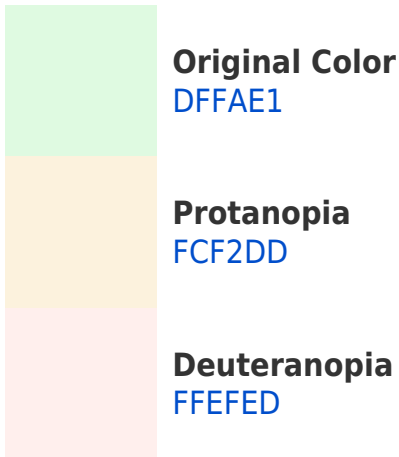 Original Color
DFFAE1
Protanopia
FCF2DD
Deuteranopia
FFEFED